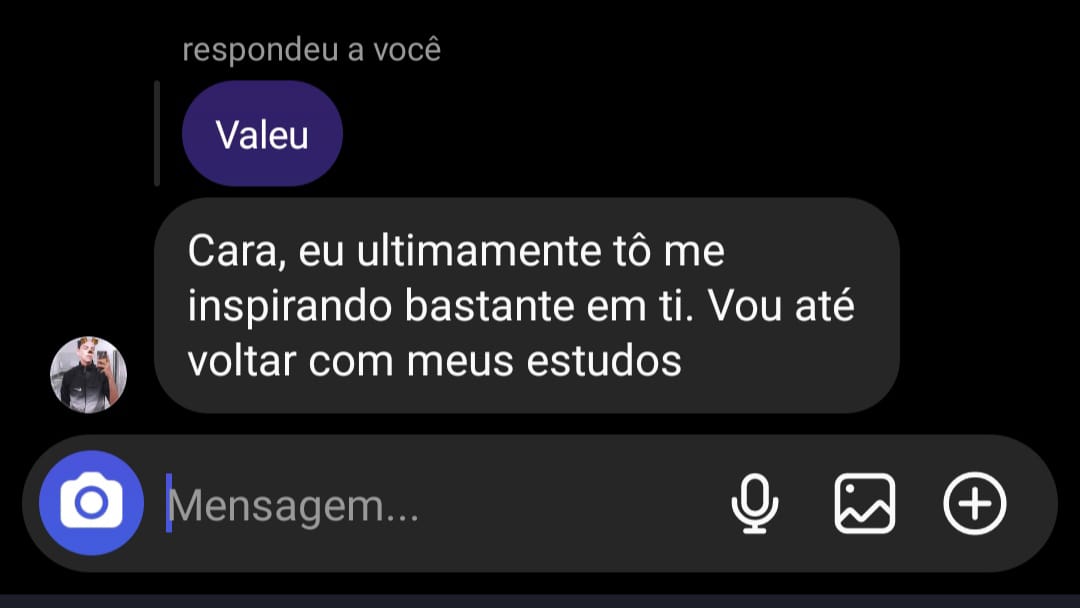 respondeu a você
Valeu
Cara, eu ultimamente tô me
inspirando bastante em ti. Vou até
voltar com meus estudos
Mensagem...